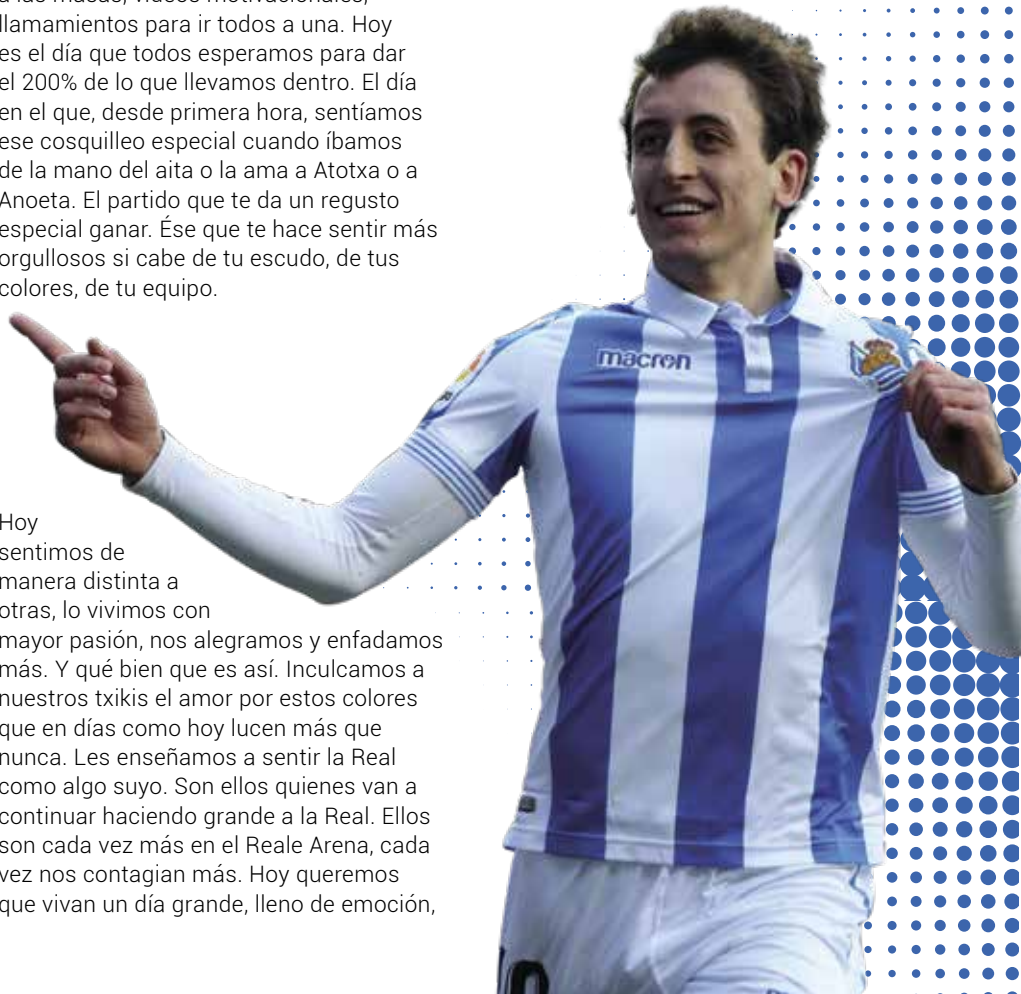 a las masas, vídeos motivacionales,
llamamientos para ir todos a una. Hoy
es el día que todos esperamos para dar
el 200% de lo que llevamos dentro. El día
en el que, desde primera hora, sentíamos
ese cosquilleo especial cuando íbamos
de la mano del aita o la ama a Atotxa o a
Anoeta. El partido que te da un regusto
especial ganar. Ése que te hace sentir más
orgullosos si cabe de tu escudo, de tus
colores, de tu equipo.
macron
Hoy
sentimos de
manera distinta a
otras, lo vivimos con
mayor pasión, nos alegramos y enfadamos
más. Y qué bien que es así. Inculcamos a
nuestros txikis el amor por estos colores
que en días como hoy lucen más que
nunca. Les enseñamos a sentir la Real
como algo suyo. Son ellos quienes van a
continuar haciendo grande a la Real. Ellos
son cada vez más en el Reale Arena, cada
vez nos contagian más. Hoy queremos
que vivan un día grande, lleno de emoción,